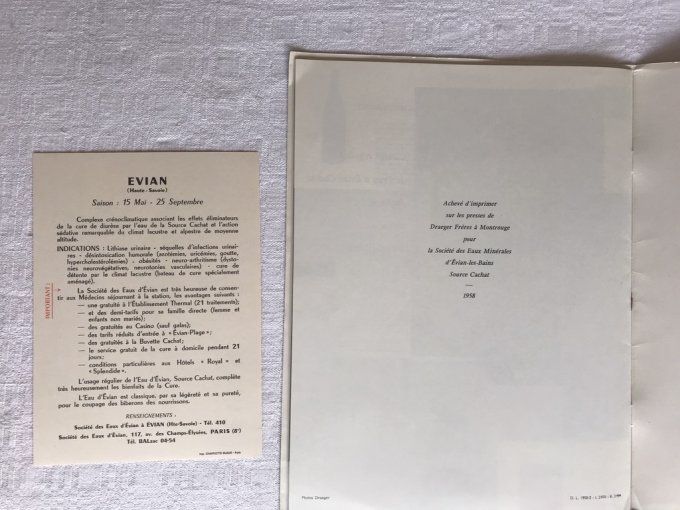 EVIAN
(Haute - Savoie)
Saison : 15 Mai - 25 Septembre
Complexe crénoclimatique associant les effets éliminateurs
de la cure de diurèse par l'eau de la Source Cachat et l'action
sédative remarquable du climat lacustre et alpestre de moyenne
altitude.
INDICATIONS : Lithiase urinaire - séquelles d'infections urinai-
res - désintoxication humorale (azotémies, uricémies, goutte,
hypercholestérolémies) - obésités - neuro-arthritisme (dysto-
nies neurovégétatives, neurotonies vasculaires) - cure de
détente par le climat lacustre (bateau de cure spécialement
aménagé).
IMPORTANT :
La Société des Eaux d'Évian est très heureuse de consen-
tir aux Médecins séjournant à la station, les avantages suivants :
— une gratuité à l'Établissement Thermal (21 traitements);
— et des demi-tarifs pour sa famille directe (femme et
enfants non mariés);
— des gratuités au Casino (sauf galas);
— des tarifs réduits d'entrée à « Évian-Plage »;
— des gratuités à la Buvette Cachat;
— le service gratuit de la cure à domicile pendant 21
jours;
— conditions particulières aux Hôtels « Royal » et
« Splendide ».
L'usage régulier de l'Eau d'Évian, Source Cachat, complète
très heureusement les bienfaits de la Cure.
L'Eau d'Évian est classique, par sa légèreté et sa pureté,
pour le coupage des biberons des nourrissons.
RENSEIGNEMENTS :
Société des Eaux d'Évian à ÉVIAN (Hte-Savoie) - Tél. 410
Société des Eaux d'Évian, 117, av. des Champs-Élysées, PARIS (8e)
Tél. BALzac 04-54
Achevé d'imprimer
sur les presses de
Draeger Frères à Montrouge
pour
la Société des Eaux Minérales
d'Évian-les-Bains
Source Cachat
—
1958
Photos Draeger